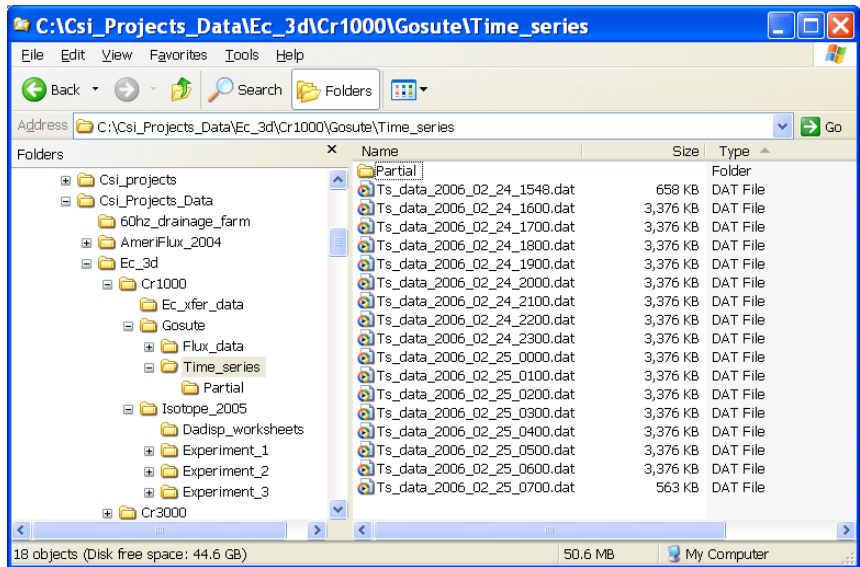 C:\Csi_Projects_Data\Ec_3d\Cr1000\Gosute\Time_series
File Edit View Favorites Tools Help
Back Search Folders
Address C:\Csi_Projects_Data\Ec_3d\Cr1000\Gosute\Time_series Go
Folders x
Csi_projects
Csi_Projects_Data
60hz_drainage_farm
AmeriFlux_2004
Ec_3d
Cr1000
Ec_xfer_data
Gosute
Flux_data
Time_series
Partial
Isotope_2005
Dadisp_worksheets
Experiment_1
Experiment_2
Experiment_3
Cr3000
Name Size Type
Partial Folder
Ts_data_2006_02_24_1548.dat 658 KB DAT File
Ts_data_2006_02_24_1600.dat 3,376 KB DAT File
Ts_data_2006_02_24_1700.dat 3,376 KB DAT File
Ts_data_2006_02_24_1800.dat 3,376 KB DAT File
Ts_data_2006_02_24_1900.dat 3,376 KB DAT File
Ts_data_2006_02_24_2000.dat 3,376 KB DAT File
Ts_data_2006_02_24_2100.dat 3,376 KB DAT File
Ts_data_2006_02_24_2200.dat 3,376 KB DAT File
Ts_data_2006_02_24_2300.dat 3,376 KB DAT File
Ts_data_2006_02_25_0000.dat 3,376 KB DAT File
Ts_data_2006_02_25_0100.dat 3,376 KB DAT File
Ts_data_2006_02_25_0200.dat 3,376 KB DAT File
Ts_data_2006_02_25_0300.dat 3,376 KB DAT File
Ts_data_2006_02_25_0400.dat 3,376 KB DAT File
Ts_data_2006_02_25_0500.dat 3,376 KB DAT File
Ts_data_2006_02_25_0600.dat 3,376 KB DAT File
Ts_data_2006_02_25_0700.dat 563 KB DAT File
18 objects (Disk free space: 44.6 GB) 50.6 MB My Computer